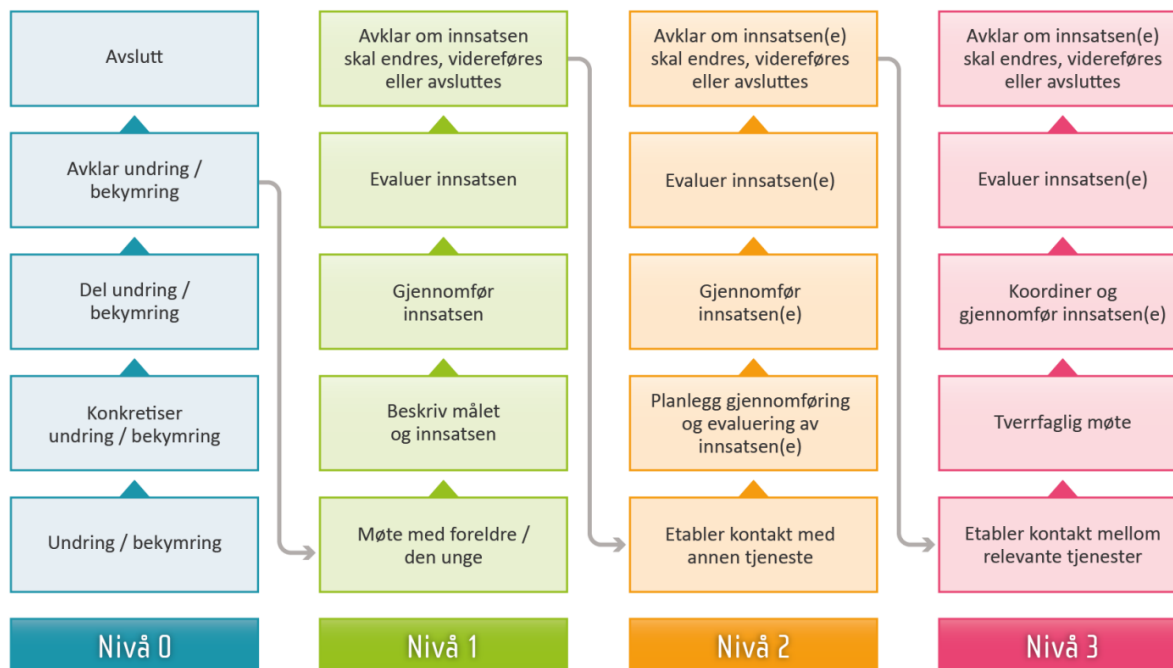 Avslutt
Avklar undring /
bekymring
Del undring /
bekymring
Konkretiser
undring / bekymring
Undring / bekymring
Nivå 0
Avklar om innsatsen
skal endres, videreføres
eller avsluttes
Evaluer innsatsen
Gjennomfør
innsatsen
Beskriv målet
og innsatsen
Møte med foreldre /
den unge
Nivå 1
Avklar om innsatsen(e)
skal endres, videreføres
eller avsluttes
Evaluer innsatsen(e)
Gjennomfør
innsatsen(e)
Planlegg gjennomføring
og evaluering av
innsatsen(e)
Etabler kontakt med
annen tjeneste
Nivå 2
Avklar om innsatsen(e)
skal endres, videreføres
eller avsluttes
Evaluer innsatsen(e)
Koordiner og
gjennomfør innsatsen(e)
Tverrfaglig møte
Etabler kontakt mellom
relevante tjenester
Nivå 3